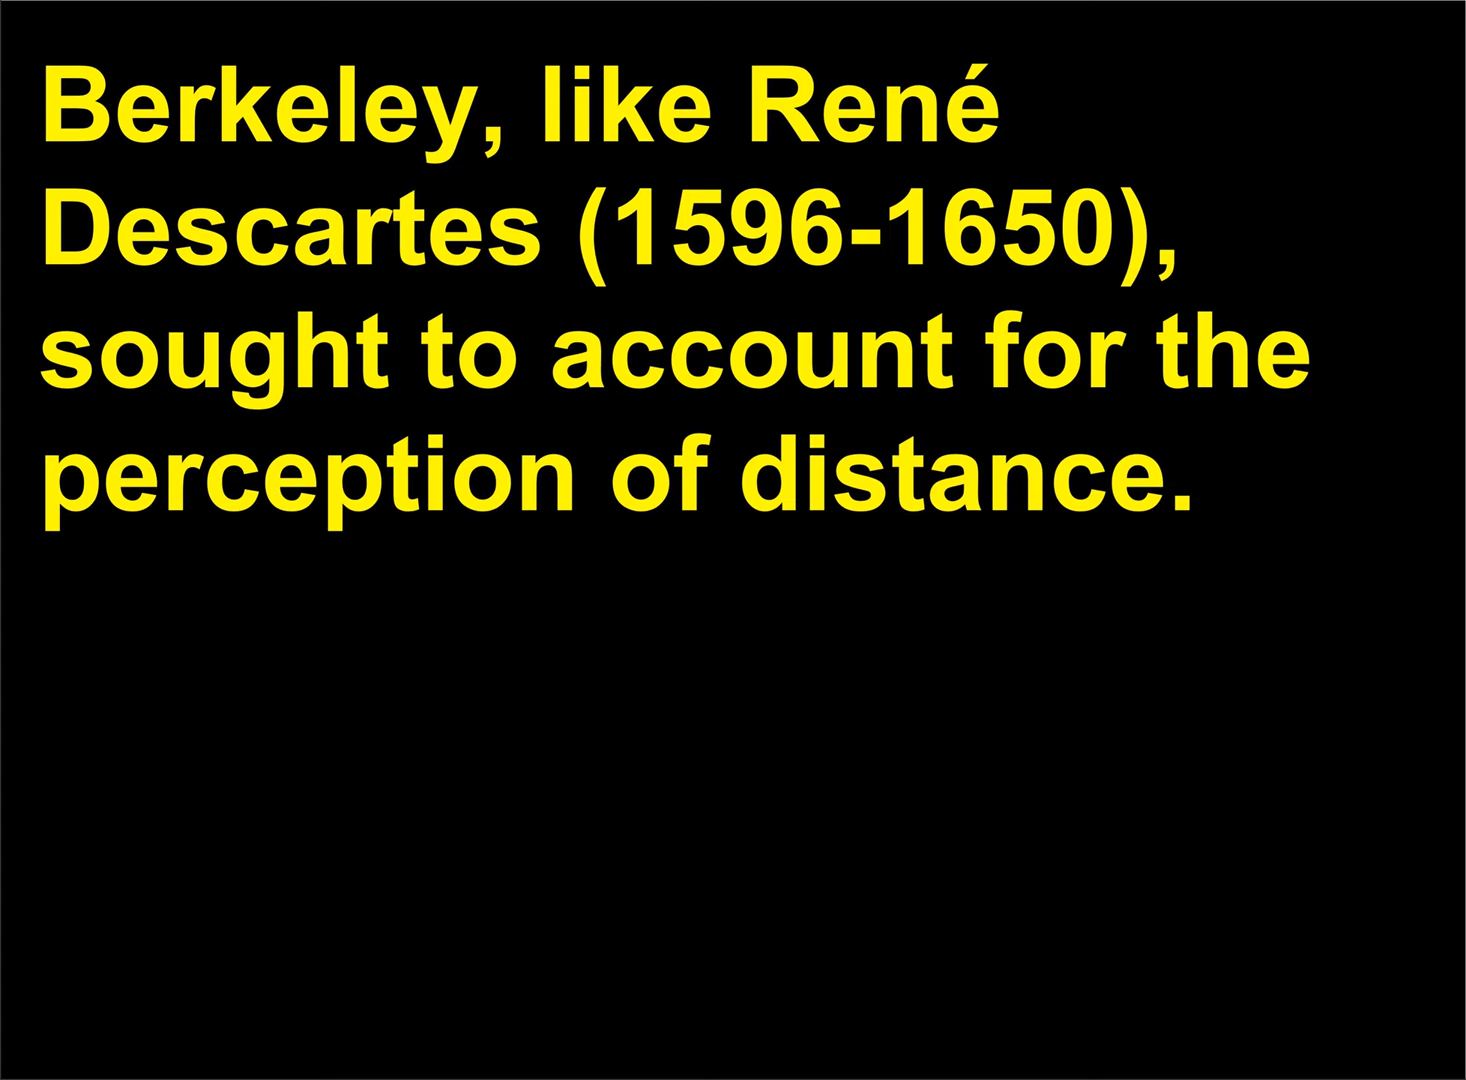 Berkeley, like René
Descartes (1596-1650),
sought to account for the
perception of distance.